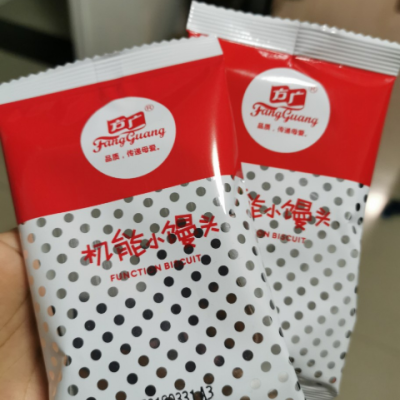 方广®
FangGuang
品质,传递母爱。
机能小馒头
FUNCTION BISCUIT
方广®
FangGuang
品质,传递母爱。
能小馒头
N BISCUIT